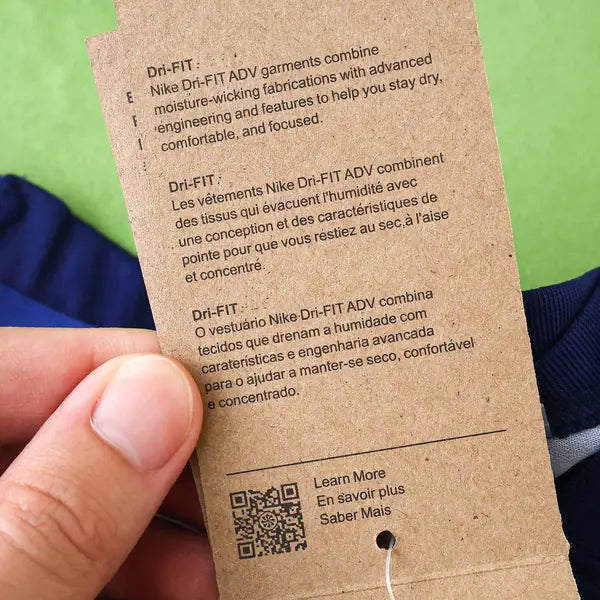 Dri-FIT
Nike Dri-FIT ADV garments combine
moisture-wicking fabrications with advanced
engineering and features to help you stay dry,
comfortable, and focused.
Dri-FIT
Les vêtements Nike Dri-FIT ADV combinent
des tissus qui évacuent l'humidité avec
une conception et des caractéristiques de
pointe pour que vous restiez au sec,à l'aise
et concentré.
Dri-FIT
O vestuário Nike Dri-FIT ADV combina
tecidos que drenam a humidade com
caraterísticas e engenharia avancada
para o ajudar a manter-se seco, confortável
e concentrado.
Learn More
En savoir plus
Saber Mais